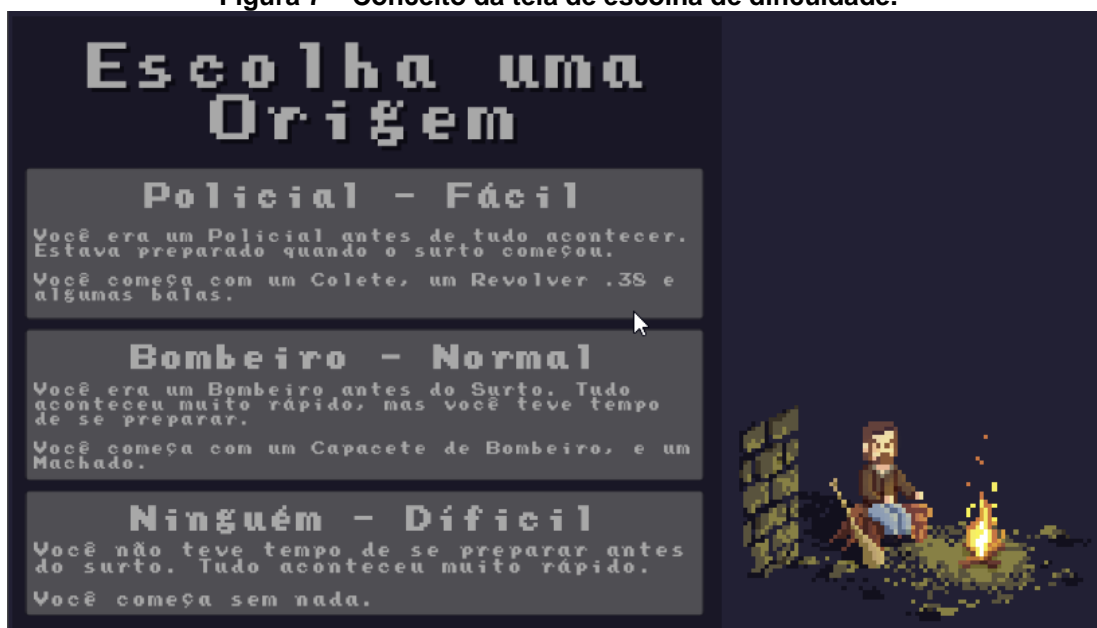 Figura 7 – Conceito da tela de escolha de dificuldade.
Escolha uma
Origem
Policial - Fácil
Você era um Policial antes de tudo acontecer.
Estava preparado quando o surto começou.
Você começa com um Colete, um Revolver .38 e
algumas balas.
Bombeiro - Normal
Você era um Bombeiro antes do Surto. Tudo
aconteceu muito rápido, mas você teve tempo
de se preparar.
Você começa com um Capacete de Bombeiro, e um
Machado.
Ninguém - Difícil
Você não teve tempo de se preparar antes
do surto. Tudo aconteceu muito rápido.
Você começa sem nada.